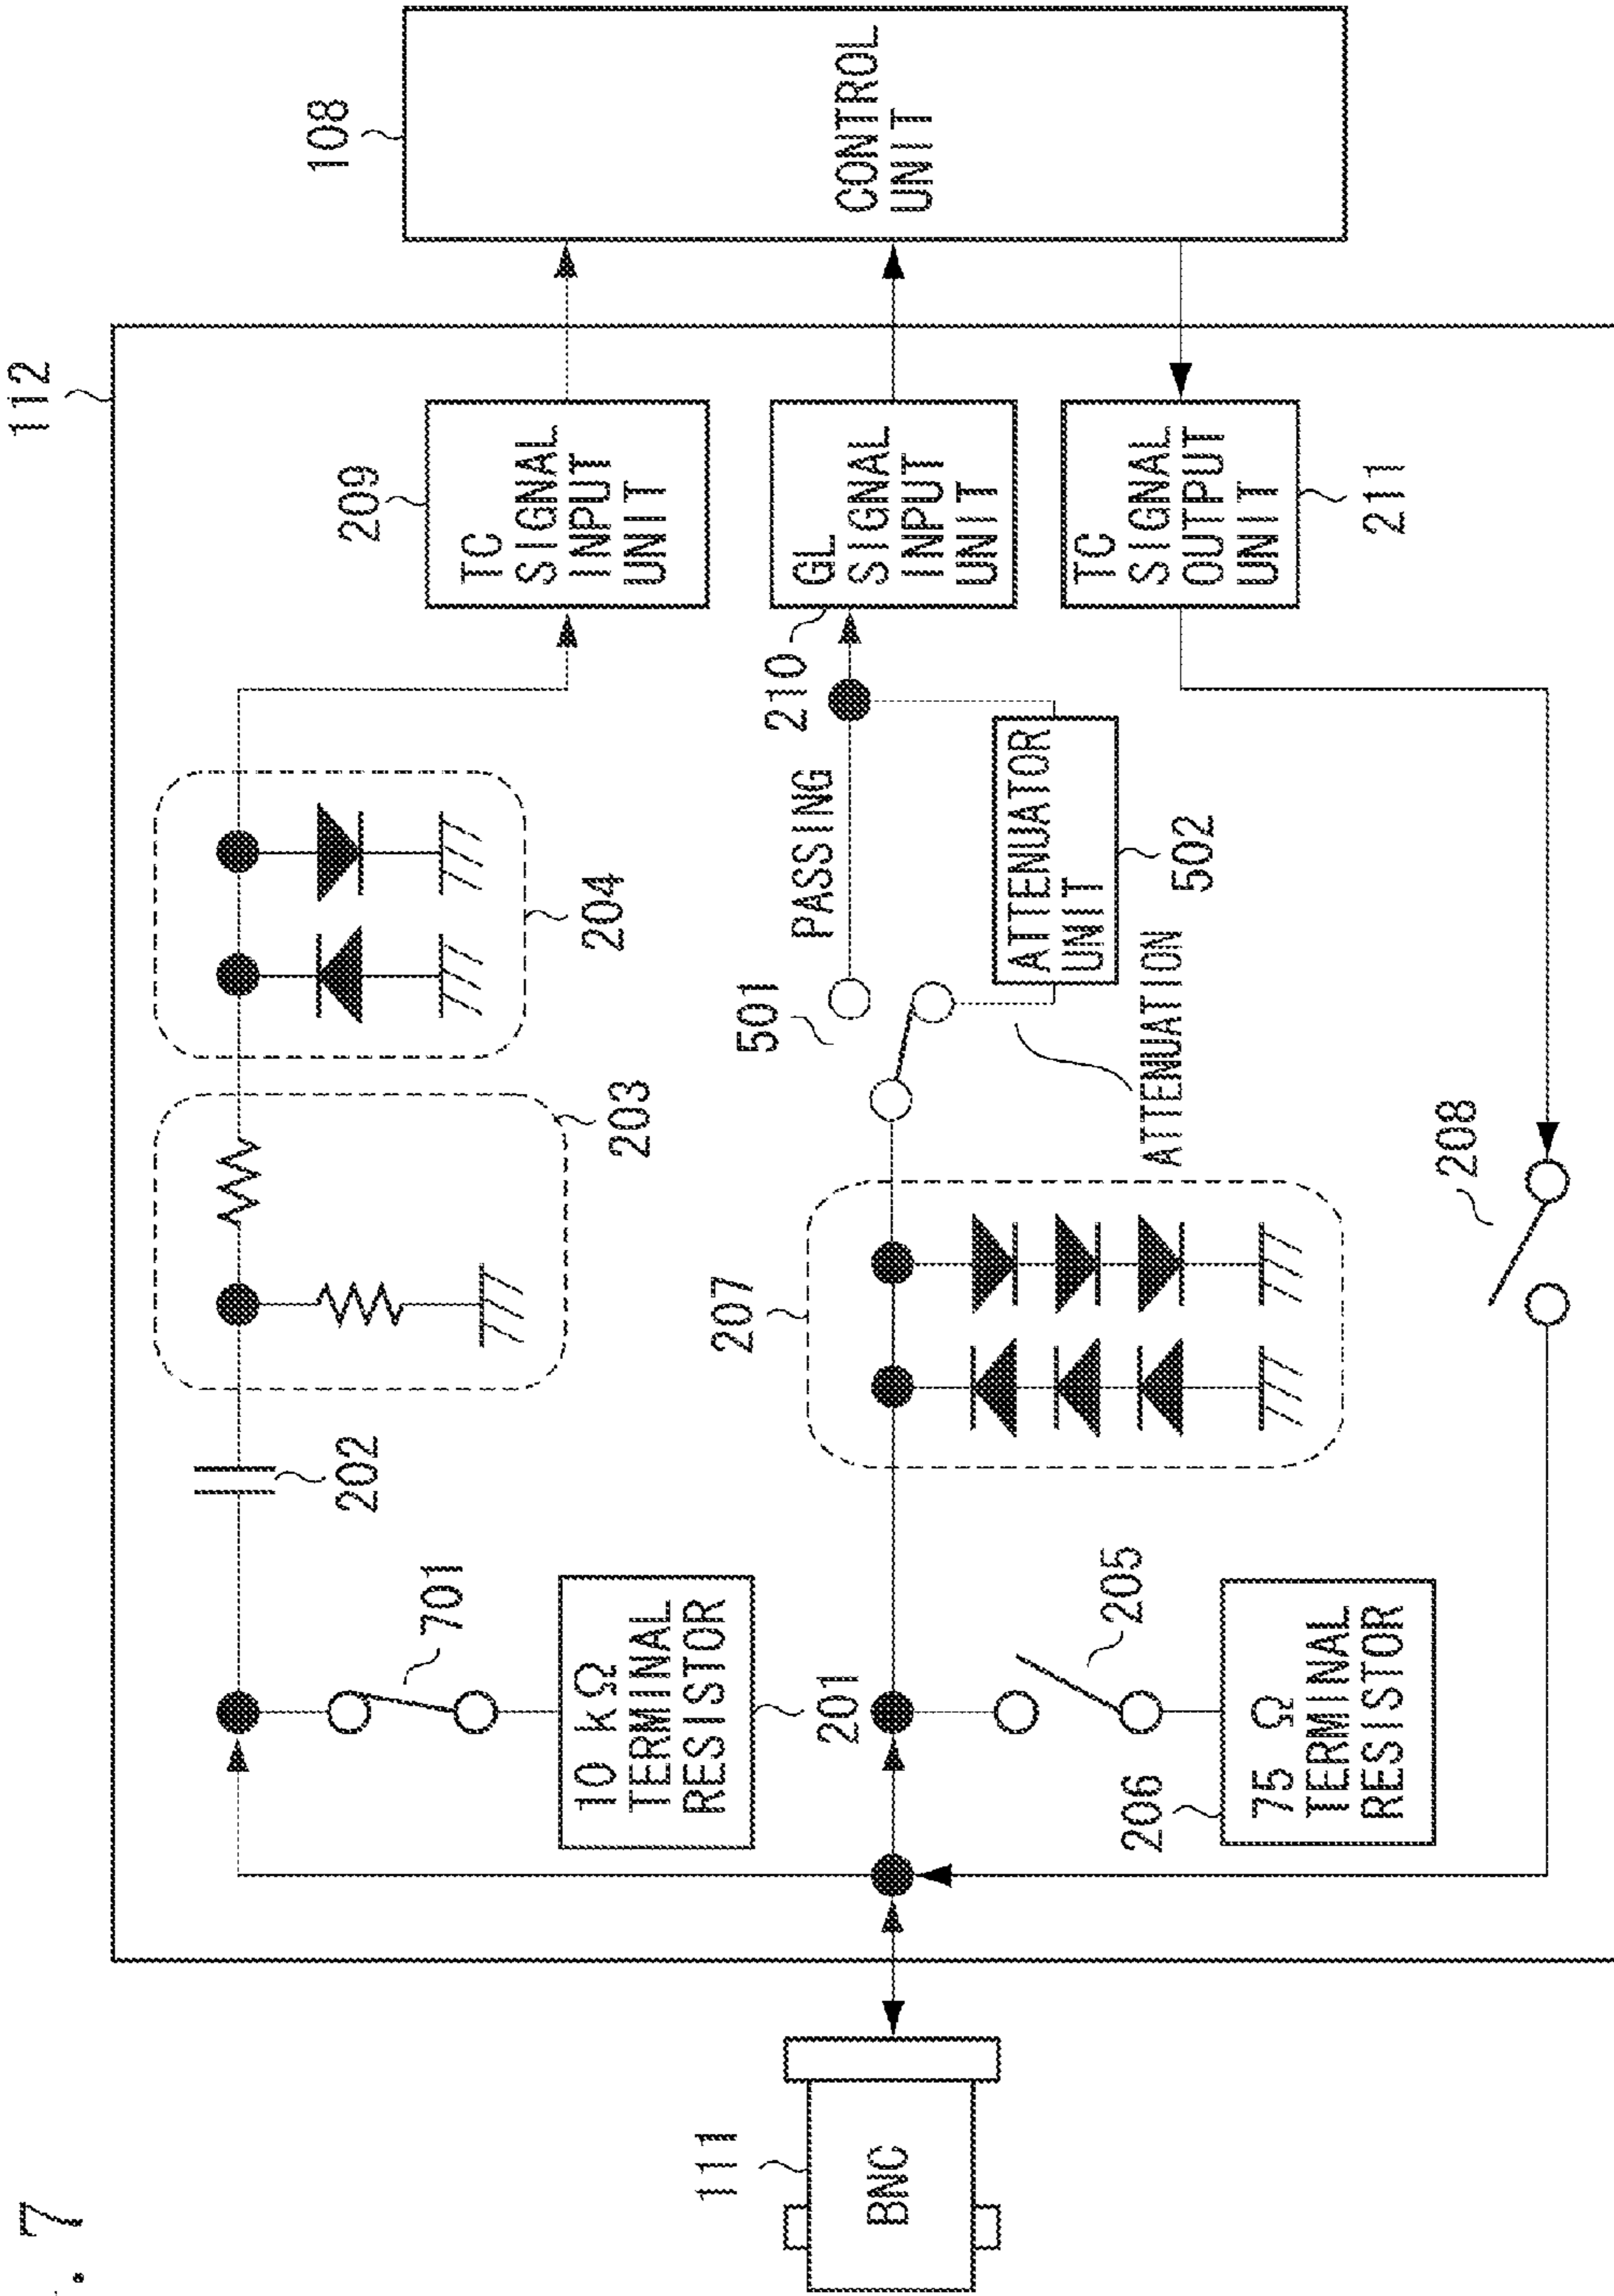 . 7
112
108
CONTROL
UNIT
209
TC
SIGNAL
INPUT
UNIT
204
203
202
701
10 kΩ
TERMINAL
RESISTOR
201
210
GL
SIGNAL
INPUT
UNIT
PASSING
501
ATTENUATOR
UNIT
502
ATTENUATION
207
205
206
75 Ω
TERMINAL
RESISTOR
TC
SIGNAL
OUTPUT
UNIT
211
208
111
BNC